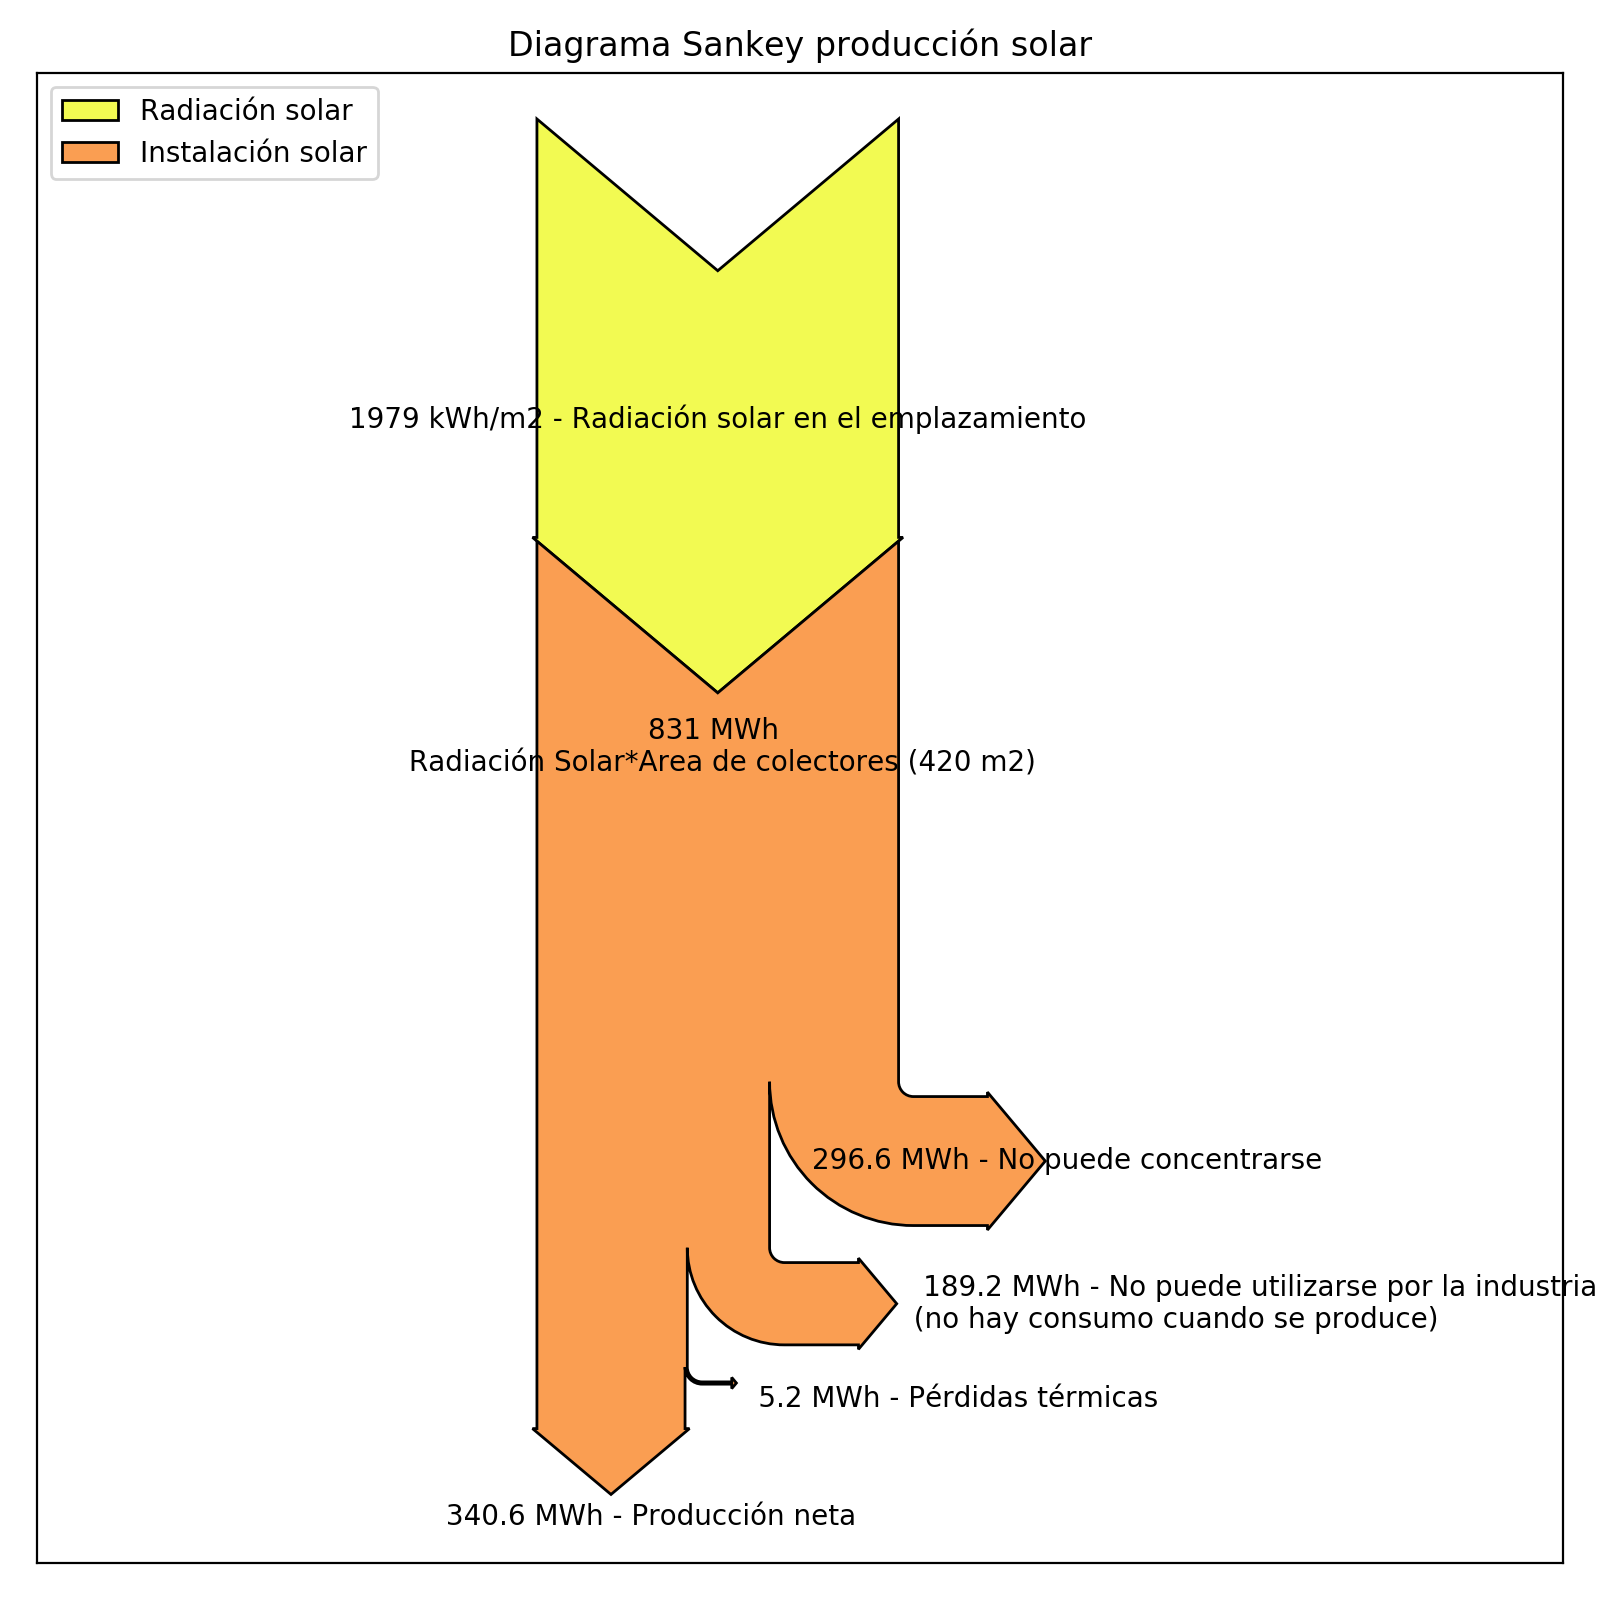 Diagrama Sankey producción solar
Radiación solar
Instalación solar
1979 kWh/m2 - Radiación solar en el emplazamiento
831 MWh
Radiación Solar*Area de colectores (420 m2)
296.6 MWh - No puede concentrarse
189.2 MWh - No puede utilizarse por la industria
(no hay consumo cuando se produce)
5.2 MWh - Pérdidas térmicas
340.6 MWh - Producción neta